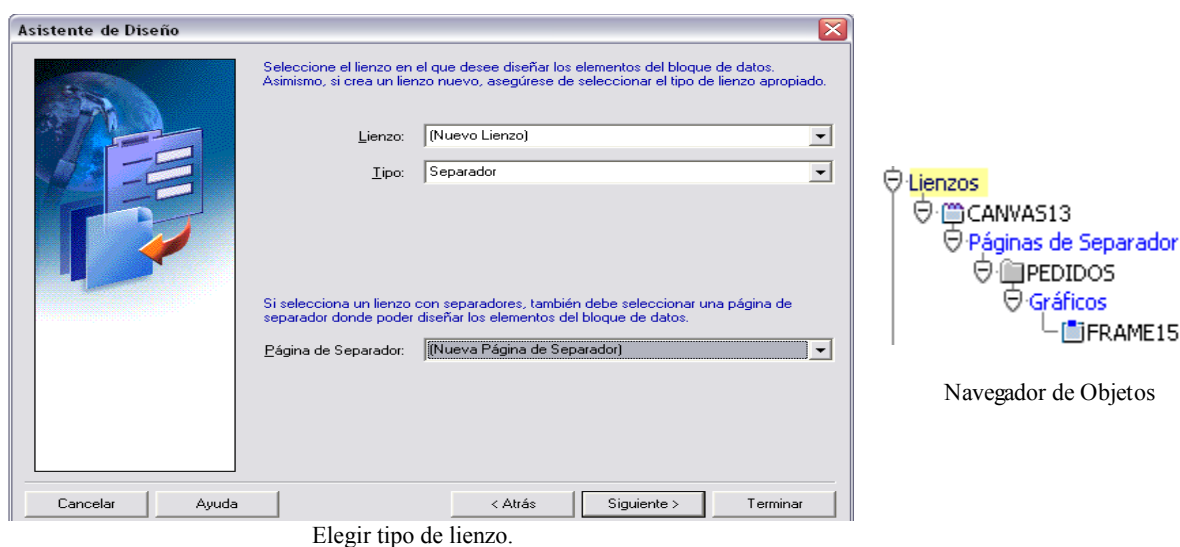 Asistente de Diseño
Seleccione el lienzo en el que desee diseñar los elementos del bloque de datos.
Asimismo, si crea un lienzo nuevo, asegúrese de seleccionar el tipo de lienzo apropiado.
Lienzo: (Nuevo Lienzo)
Tipo: Separador
Si selecciona un lienzo con separadores, también debe seleccionar una página de
separador donde poder diseñar los elementos del bloque de datos.
Página de Separador: (Nueva Página de Separador)
Cancelar Ayuda < Atrás Siguiente > Terminar
Elegir tipo de lienzo.
Lienzos
CANVAS13
Páginas de Separador
PEDIDOS
Gráficos
FRAME15
Navegador de Objetos